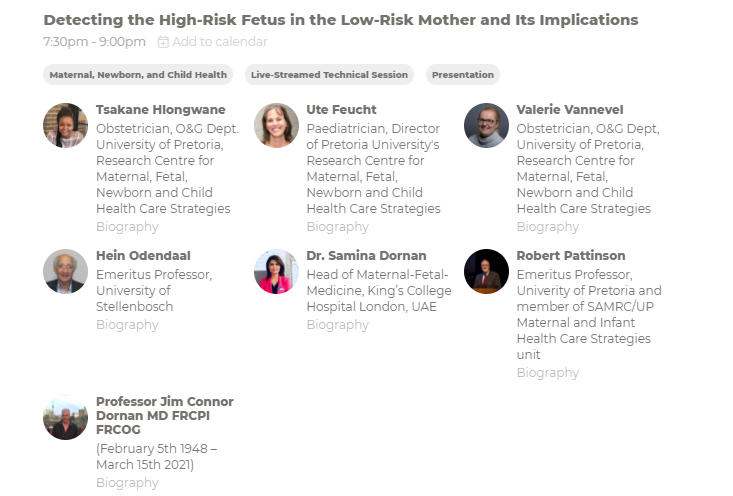 Detecting the High-Risk Fetus in the Low-Risk Mother and Its Implications
7:30pm - 9:00pm Add to calendar
Maternal, Newborn, and Child Health
Live-Streamed Technical Session
Presentation
Tsakane Hlongwane
Obstetrician, O&G Dept.
University of Pretoria,
Research Centre for
Maternal, Fetal,
Newborn and Child
Health Care Strategies
Biography
Ute Feucht
Paediatrician, Director
of Pretoria University's
Research Centre for
Maternal, Fetal,
Newborn and Child
Health Care Strategies
Biography
Valerie Vannevel
Obstetrician, O&G Dept,
University of Pretoria,
Research Centre for
Maternal, Fetal,
Newborn and Child
Health Care Strategies
Biography
Hein Odendaal
Emeritus Professor,
University of
Stellenbosch
Biography
Dr. Samina Dornan
Head of Maternal-Fetal-
Medicine, King’s College
Hospital London, UAE
Biography
Robert Pattinson
Emeritus Professor,
Univerity of Pretoria and
member of SAMRC/UP
Maternal and Infant
Health Care Strategies
unit
Biography
Professor Jim Connor
Dornan MD FRCPI
FRCOG
(February 5th 1948 –
March 15th 2021)
Biography